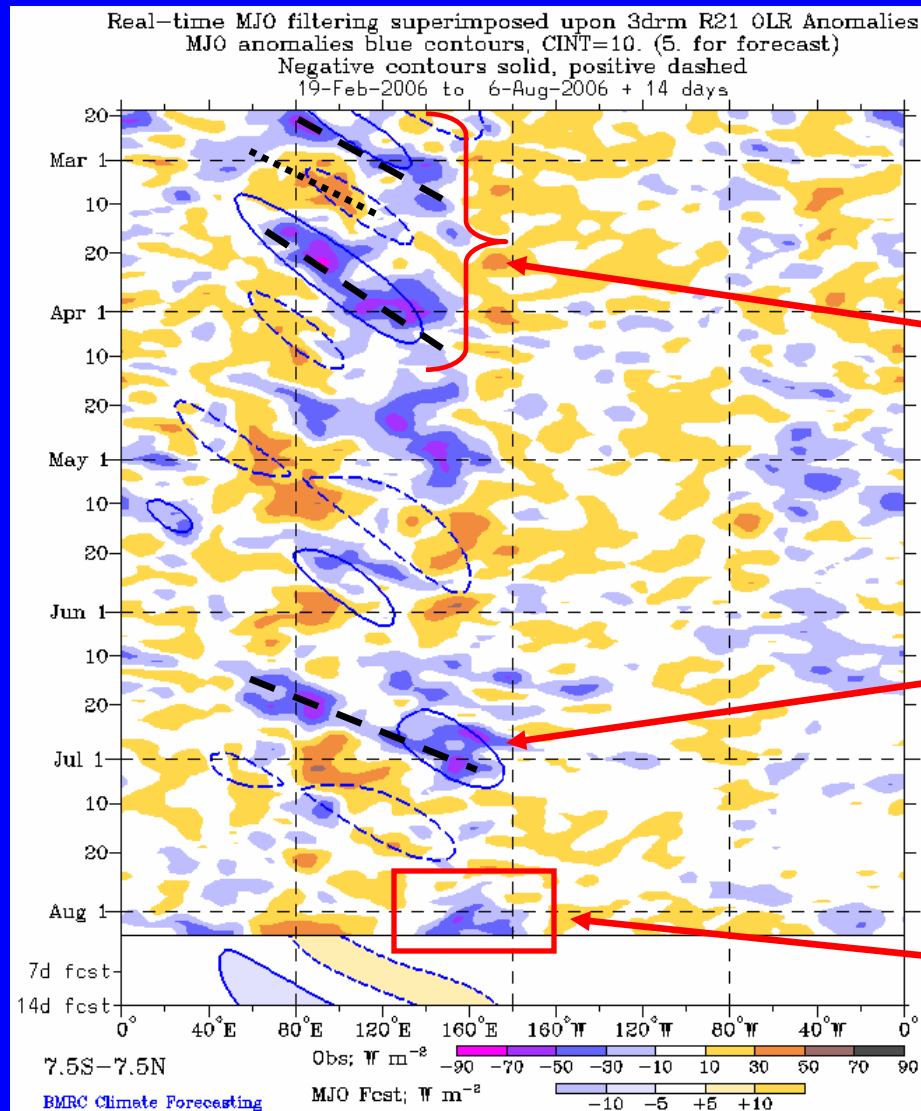 Real-time MJO filtering superimposed upon 3drm R21 OLR Anomalies
MJO anomalies blue contours, CINT=10. (5. for forecast)
Negative contours solid, positive dashed
19-Feb-2006 to 6-Aug-2006 + 14 days
20
Mar 1
10
20
Apr 1
10
20
May 1
10
20
Jun 1
10
20
Jul 1
10
20
Aug 1
7d fcst
14d fcst
0° 40°E 80°E 120°E 160°E 160°W 120°W 80°W 40°W 0°
7.5S-7.5N
Obs; W m⁻²
-90 -70 -50 -30 -10 10 30 50 70 90
BMRC Climate Forecasting
MJO Fcst; W m⁻²
-10 -5 +5 +10